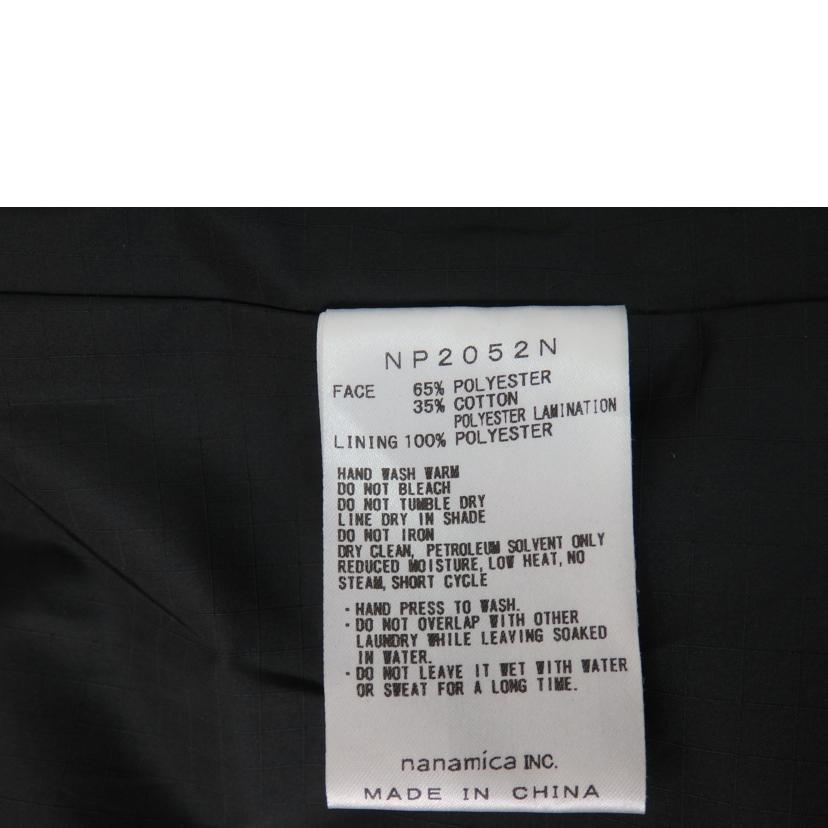 NP2052N
FACE 65% POLYESTER
35% COTTON
POLYESTER LAMINATION
LINING 100% POLYESTER
HAND WASH WARM
DO NOT BLEACH
DO NOT TUMBLE DRY
LINE DRY IN SHADE
DO NOT IRON
DRY CLEAN, PETROLEUM SOLVENT ONLY
REDUCED MOISTURE, LOW HEAT, NO
STEAM, SHORT CYCLE
・HAND PRESS TO WASH.
・DO NOT OVERLAP WITH OTHER
LAUNDRY WHILE LEAVING SOAKED
IN WATER.
・DO NOT LEAVE IT WET WITH WATER
OR SWEAT FOR A LONG TIME.
nanamica INC.
MADE IN CHINA